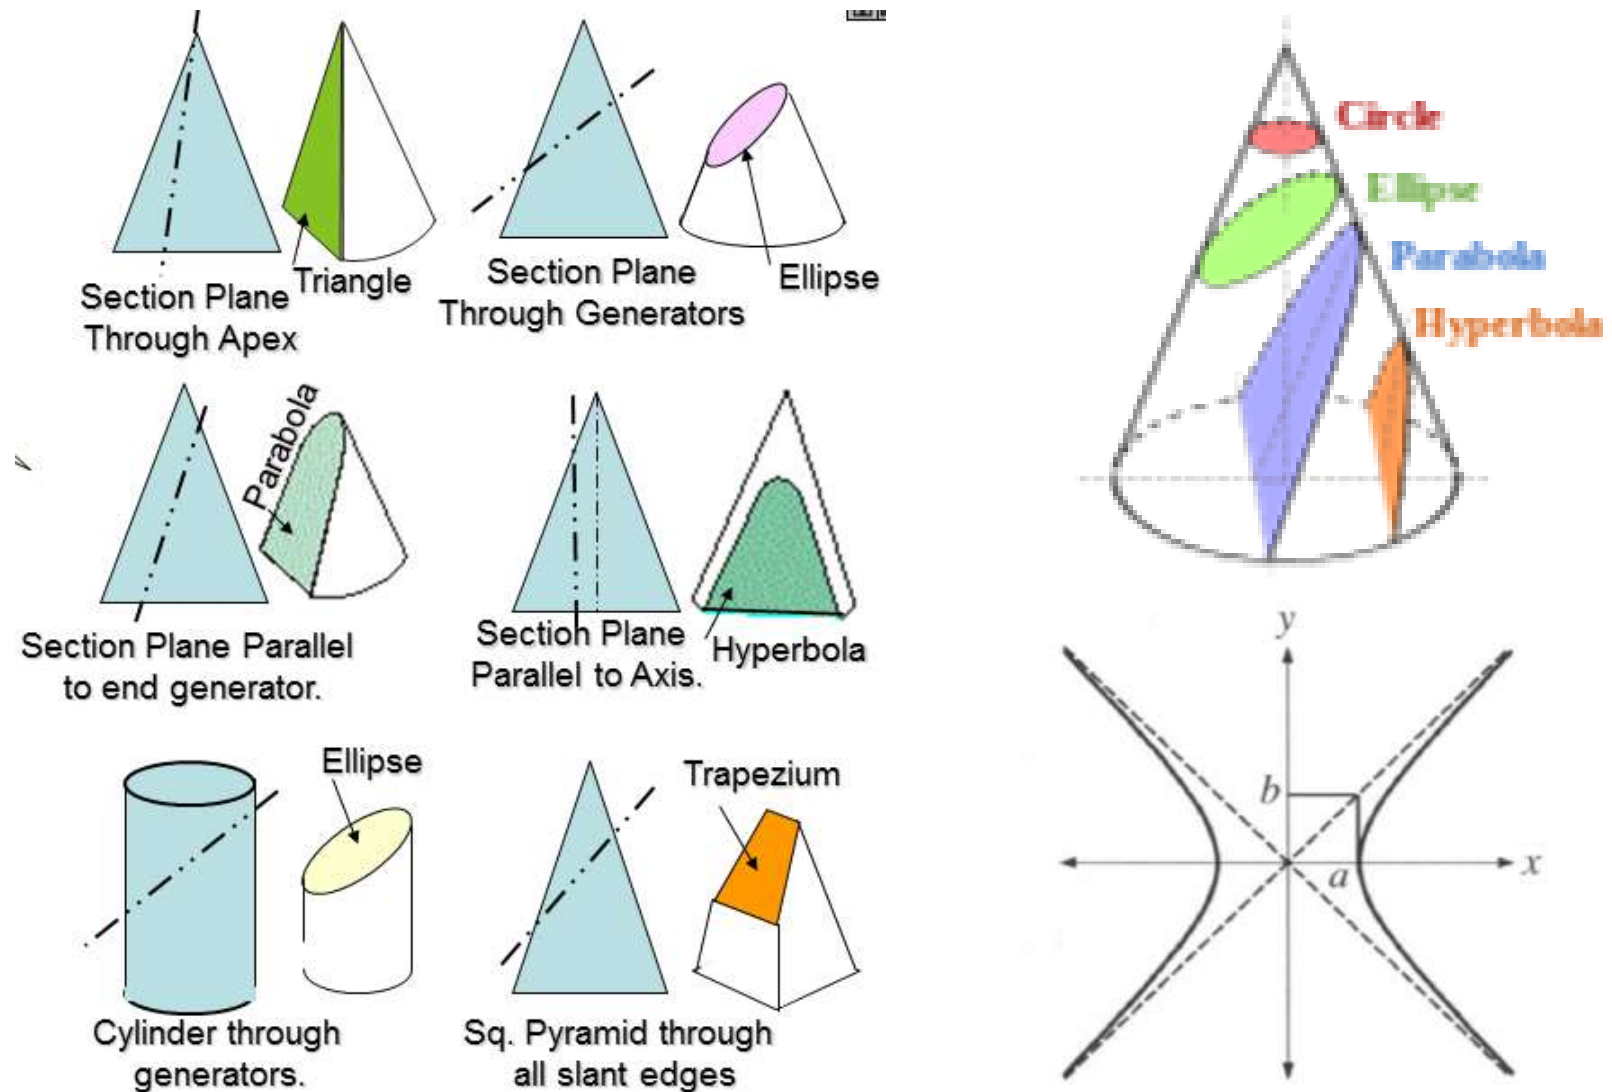 Triangle
Section Plane
Through Apex
Section Plane
Through Generators
Ellipse
Parabola
Section Plane Parallel
to end generator.
Section Plane
Parallel to Axis.
Hyperbola
Ellipse
Cylinder through
generators.
Trapezium
Sq. Pyramid through
all slant edges
Circle
Ellipse
Parabola
Hyperbola
y
b
a
x